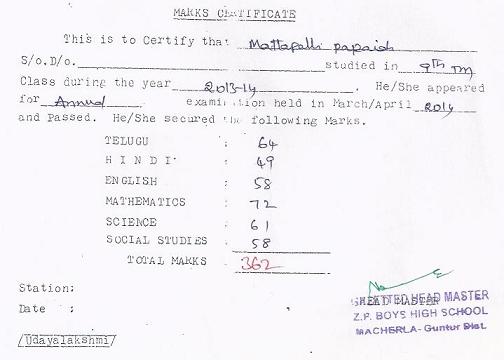 MARKS CERTIFICATE
This is to Certify that Mattapalli papaiah
S/o.D/o. studied in 9th TM
Class during the year 2013-14. He/She appeared
for Annual examination held in March/April 2014
and Passed. He/She secured the following Marks.
TELUGU : 64
HINDI : 49
ENGLISH : 58
MATHEMATICS : 72
SCIENCE : 61
SOCIAL STUDIES : 58
TOTAL MARKS : 362
Station:
Date :
HEAD MASTER
GAZETTED HEAD MASTER
Z.P. BOYS HIGH SCHOOL
MACHERLA- Guntur Dist.
/Udayalakshmi/